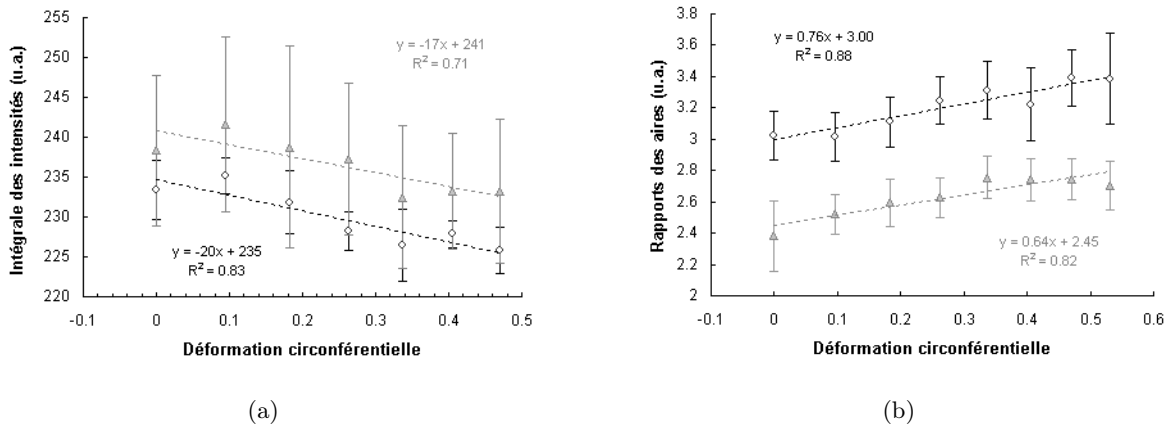 255
250
245
240
235
230
225
220
Intégrale des intensités (u.a.)
y = -17x + 241
R² = 0.71
y = -20x + 235
R² = 0.83
-0.1 0 0.1 0.2 0.3 0.4 0.5
Déformation circonférentielle
(a)
3.8
3.6
3.4
3.2
3
2.8
2.6
2.4
2.2
2
Rapports des aires (u.a.)
y = 0.76x + 3.00
R² = 0.88
y = 0.64x + 2.45
R² = 0.82
-0.1 0 0.1 0.2 0.3 0.4 0.5 0.6
Déformation circonférentielle
(b)